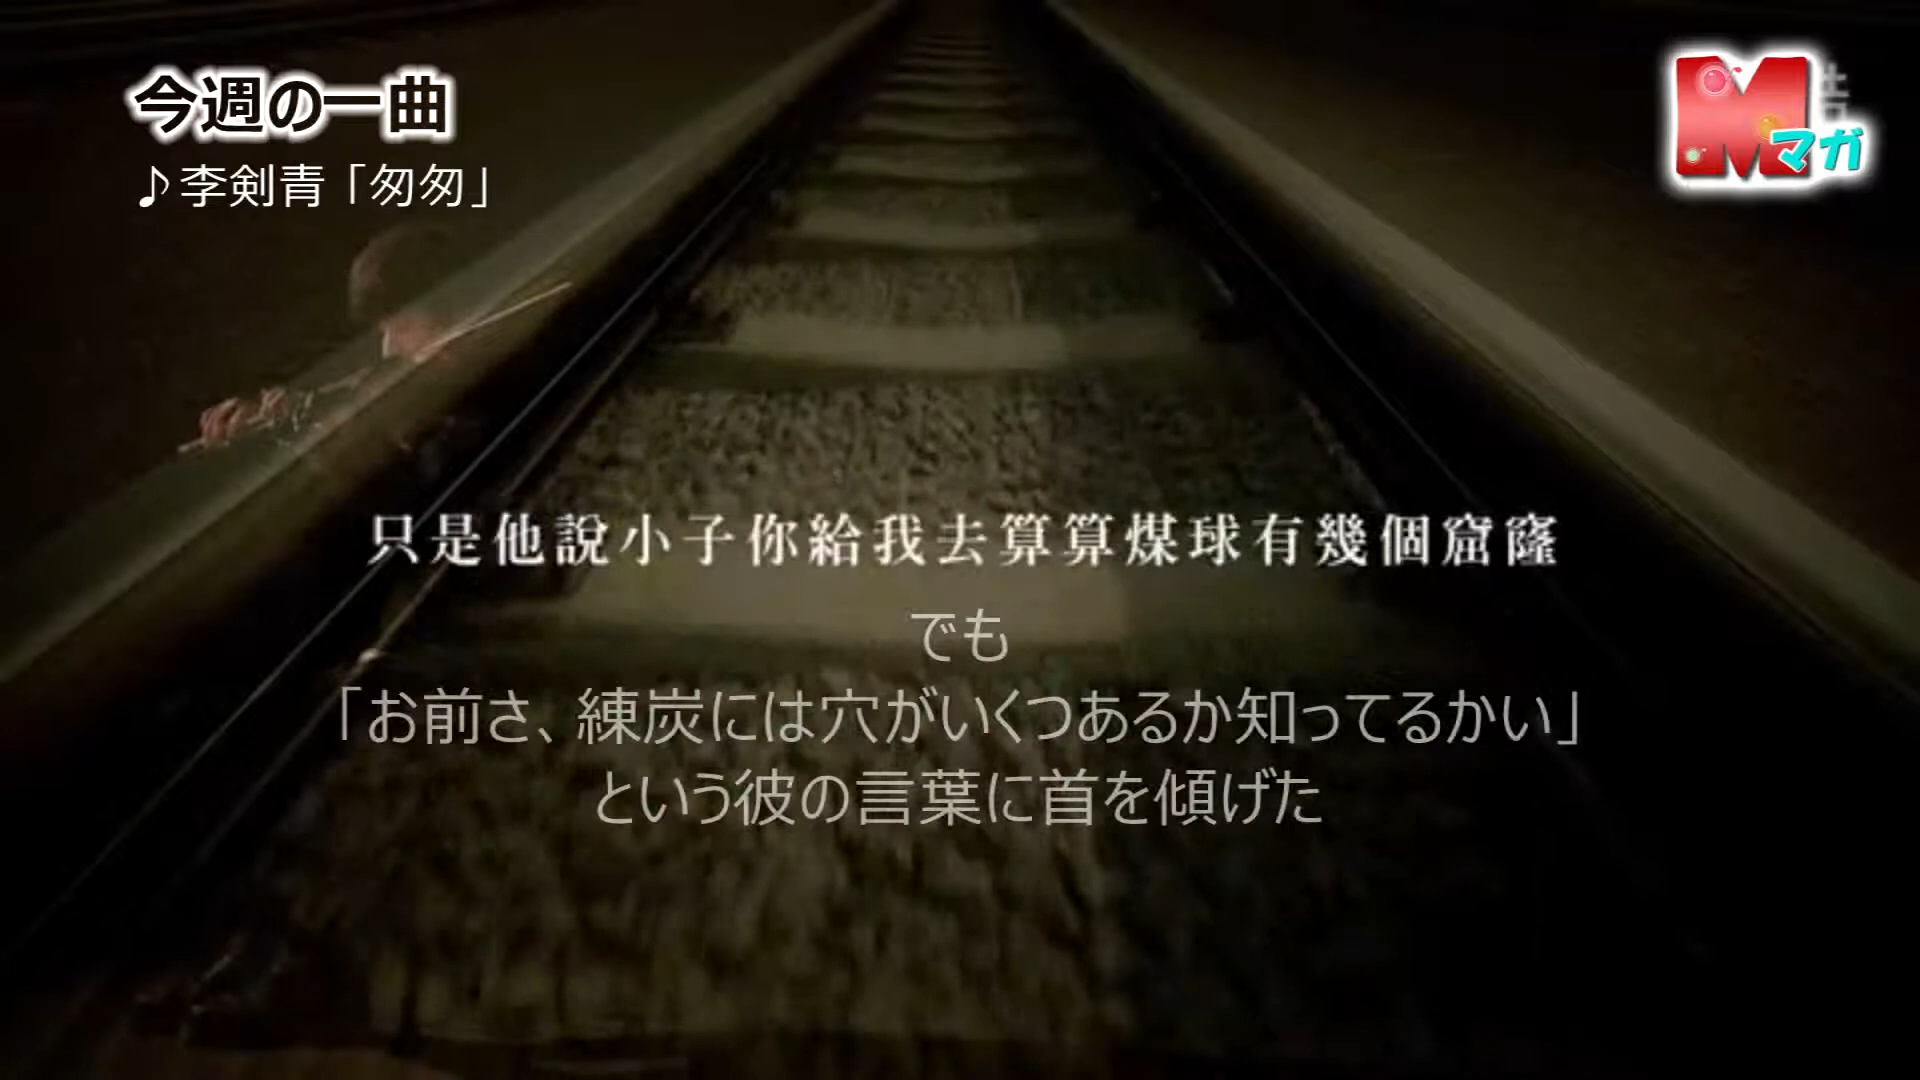 今週の一曲
♪李剣青「匆匆」
Mマガ
只是他說小子你給我去算算煤球有幾個窟窿
でも
「お前さ、練炭には穴がいくつあるか知ってるかい」
という彼の言葉に首を傾げた